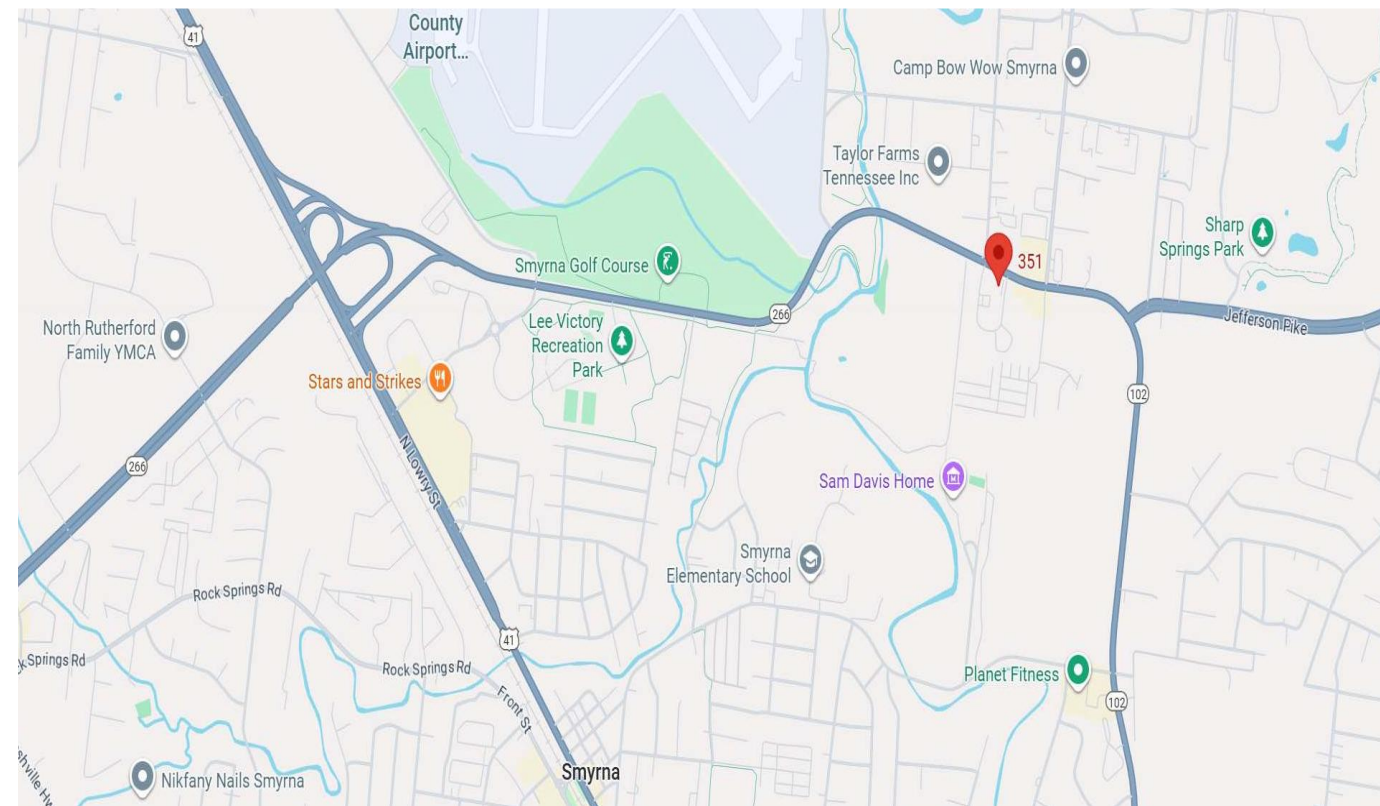 41
County
Airport...
Camp Bow Wow Smyrna
Taylor Farms
Tennessee Inc
Sharp
Springs Park
351
Smyrna Golf Course
266
Jefferson Pike
North Rutherford
Family YMCA
Lee Victory
Recreation
Park
Stars and Strikes
102
N Lowry St
266
Sam Davis Home
Smyrna
Elementary School
Rock Springs Rd
41
Springs Rd
Rock Springs Rd
Planet Fitness
Front St
102
Smyrna
Nikfany Nails Smyrna